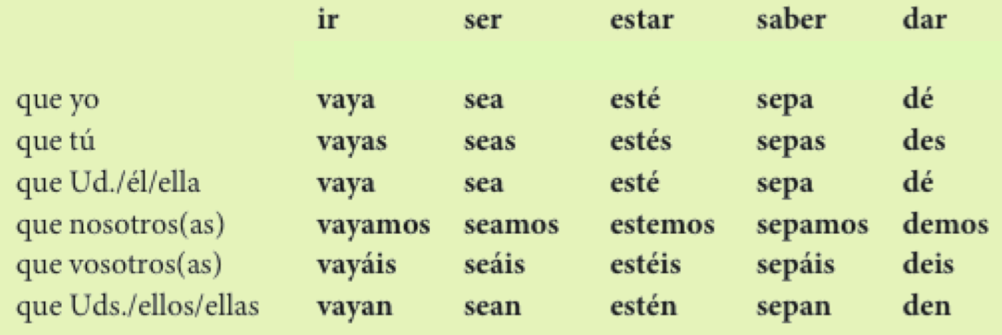 ir ser estar saber dar
que yo vaya sea esté sepa dé
que tú vayas seas estés sepas des
que Ud./él/ella vaya sea esté sepa dé
que nosotros(as) vayamos seamos estemos sepamos demos
que vosotros(as) vayáis seáis estéis sepáis deis
que Uds./ellos/ellas vayan sean estén sepan den